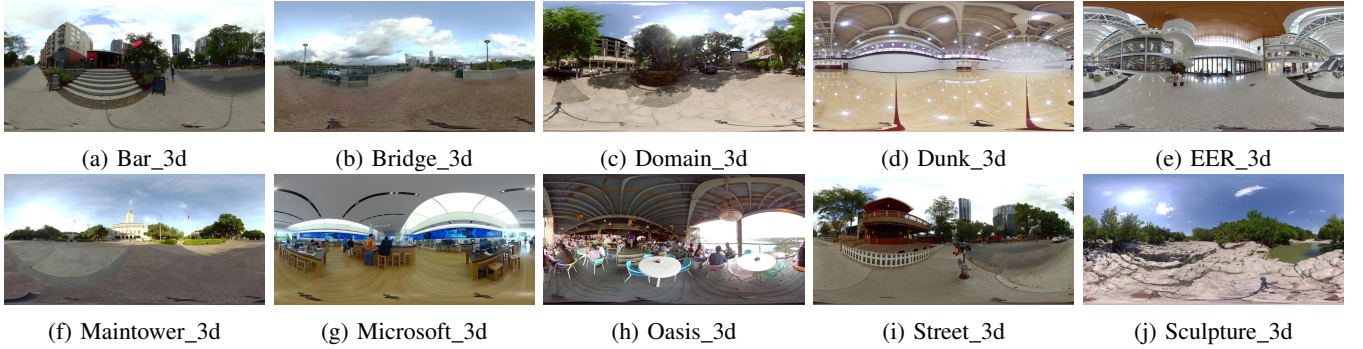 (a) Bar_3d
(b) Bridge_3d
(c) Domain_3d
(d) Dunk_3d
(e) EER_3d
(f) Maintower_3d
(g) Microsoft_3d
(h) Oasis_3d
(i) Street_3d
(j) Sculpture_3d